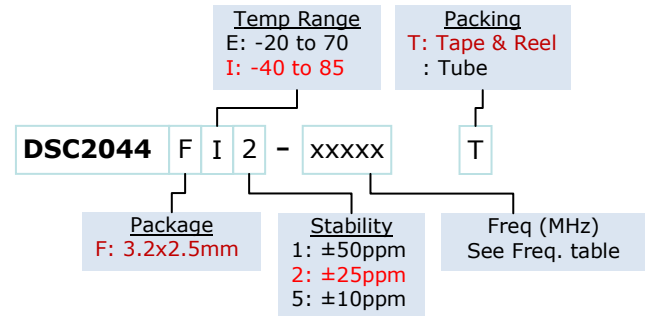 Temp Range
E: -20 to 70
I: -40 to 85
Packing
T: Tape & Reel
: Tube
DSC2044 F I 2 - xxxxx T
Package
F: 3.2x2.5mm
Stability
1: ±50ppm
2: ±25ppm
5: ±10ppm
Freq (MHz)
See Freq. table